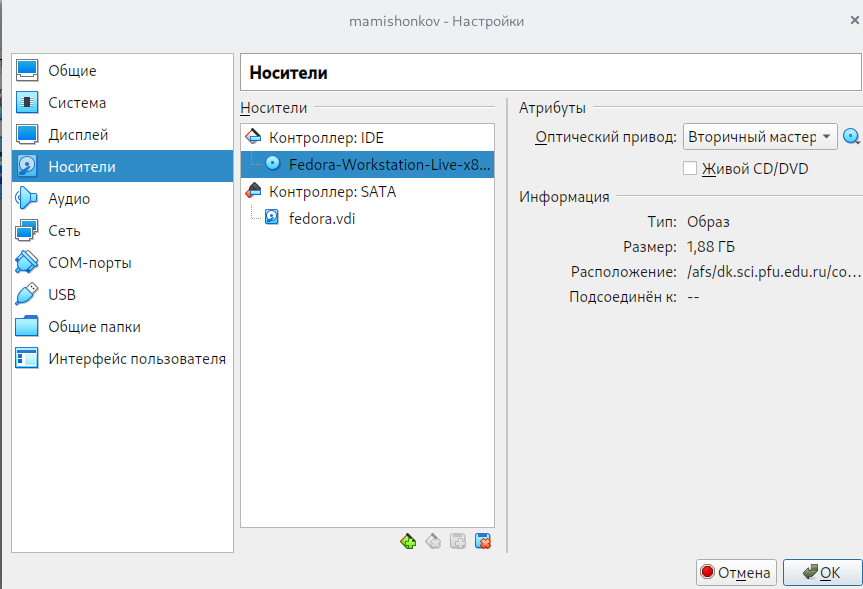 mamishonkov - Настройки
Общие
Система
Дисплей
Носители
Аудио
Сеть
COM-порты
USB
Общие папки
Интерфейс пользователя
Носители
Носители
Контроллер: IDE
Fedora-Workstation-Live-x8...
Контроллер: SATA
fedora.vdi
Атрибуты
Оптический привод: Вторичный мастер
Живой CD/DVD
Информация
Тип: Образ
Размер: 1,88 ГБ
Расположение: /afs/dk.sci.pfu.edu.ru/co...
Подсоединён к: --
Отмена
OK